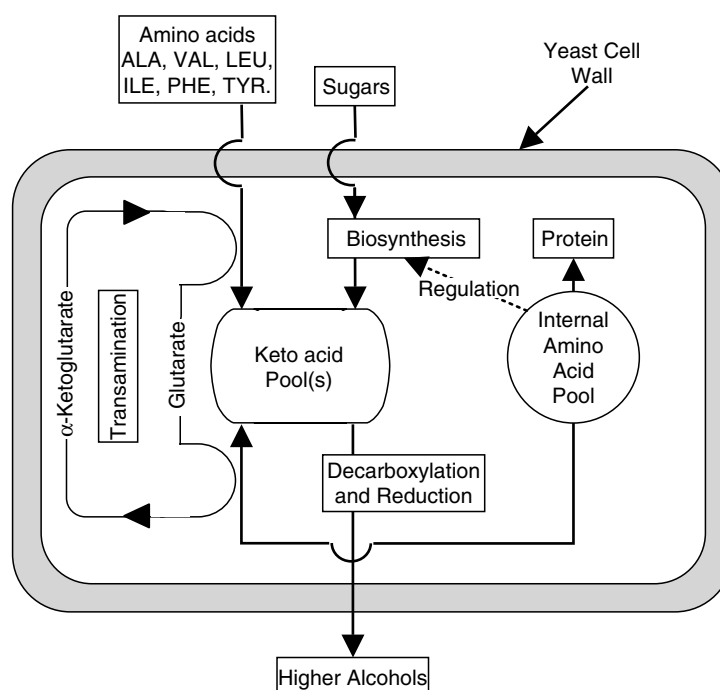 Amino acids
ALA, VAL, LEU,
ILE, PHE, TYR.
Sugars
Yeast Cell
Wall
Biosynthesis
Protein
Regulation
α-Ketoglutarate
Transamination
Glutarate
Keto acid
Pool(s)
Internal
Amino
Acid
Pool
Decarboxylation
and Reduction
Higher Alcohols